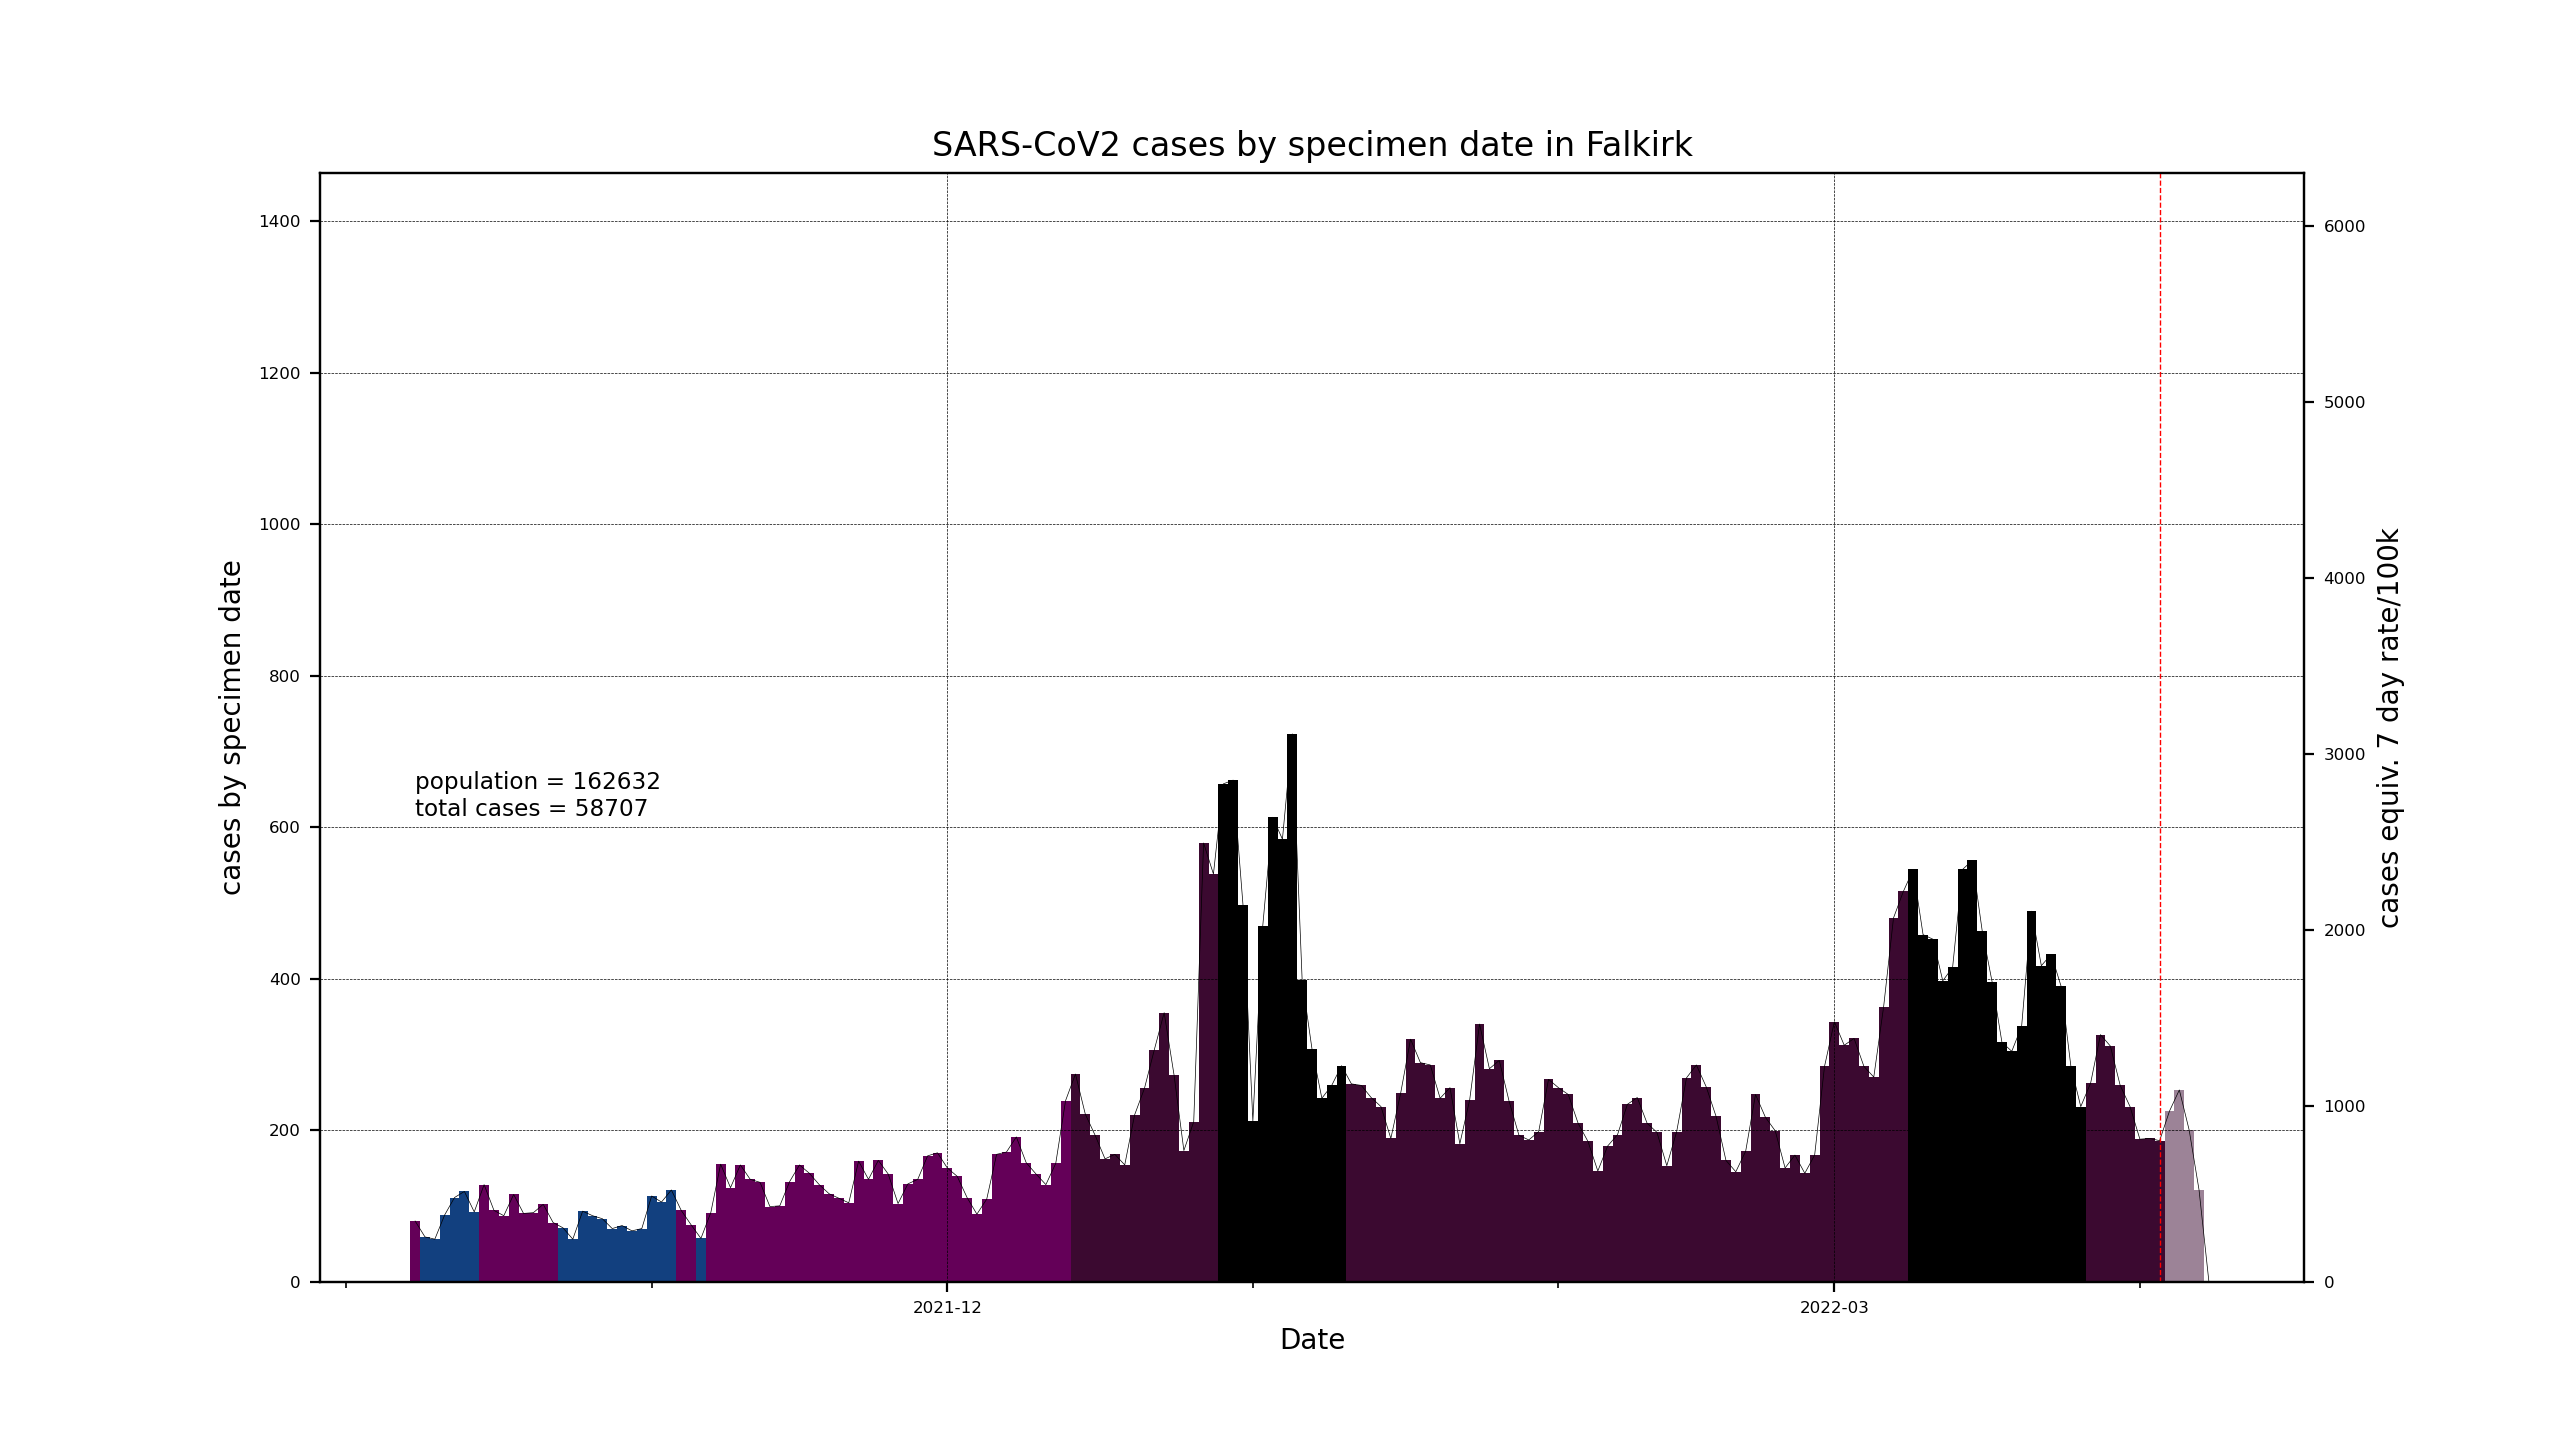 SARS-CoV2 cases by specimen date in Falkirk
cases by specimen date
1400
1200
1000
800
600
400
200
0
population = 162632
total cases = 58707
6000
5000
4000
3000
2000
1000
0
cases equiv. 7 day rate/100k
2021-12
2022-03
Date